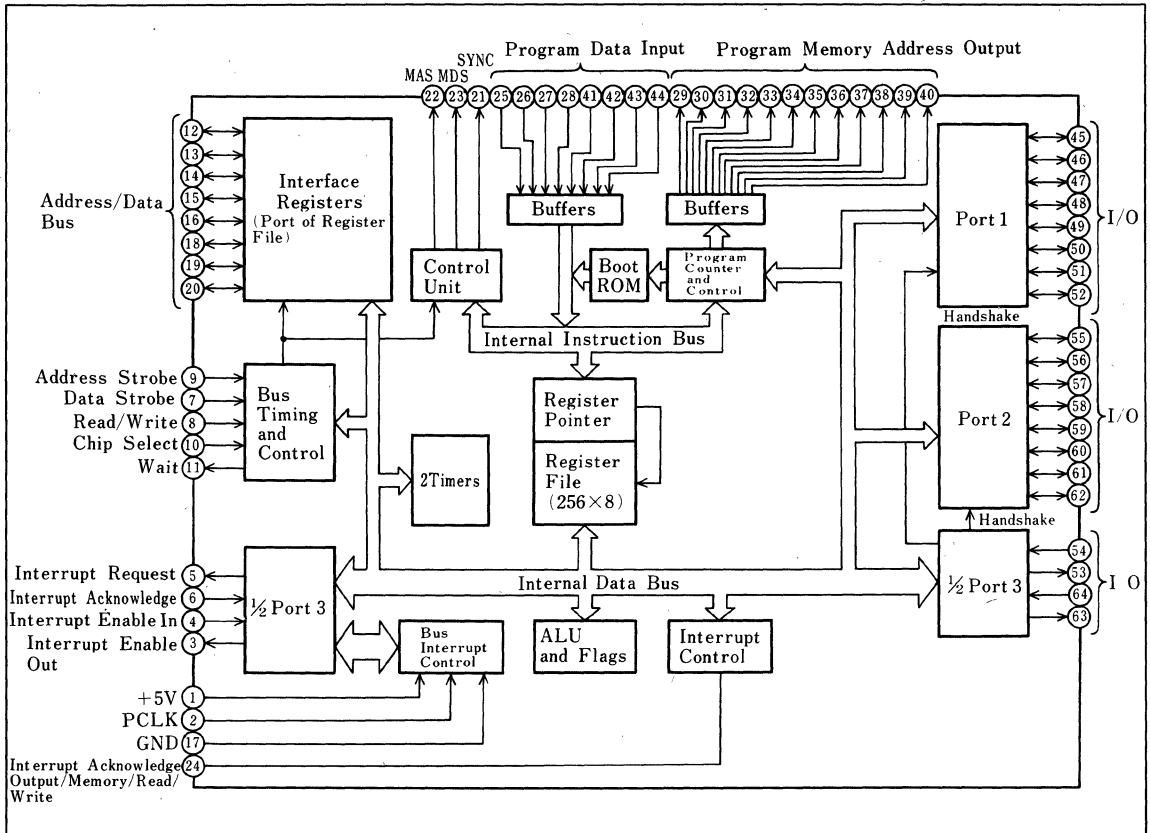 Program Data Input
Program Memory Address Output
SYNC
MAS MDS
22 23 21 25 26 27 28 41 42 43 44 29 30 31 32 33 34 35 36 37 38 39 40
12
13
14
15
16
18
19
20
Address/Data
Bus
Interface
Registers
(Port of Register
File)
Buffers
Buffers
Control
Unit
Boot
ROM
Program
Counter
and
Control
Internal Instruction Bus
Port 1
45
46
47
48
49
50
51
52
I/O
Handshake
Port 2
55
56
57
58
59
60
61
62
I/O
Handshake
Address Strobe 9
Data Strobe 7
Read/Write 8
Chip Select 10
Wait 11
Bus
Timing
and
Control
2Timers
Register
Pointer
Register
File
(256×8)
Internal Data Bus
Interrupt Request 5
Interrupt Acknowledge 6
Interrupt Enable In 4
Interrupt Enable 3
Out
½ Port 3
Bus
Interrupt
Control
ALU
and Flags
Interrupt
Control
½ Port 3
54
53
64
63
I O
+5V 1
PCLK 2
GND 17
Interrupt Acknowledge 24
Output/Memory/Read/
Write